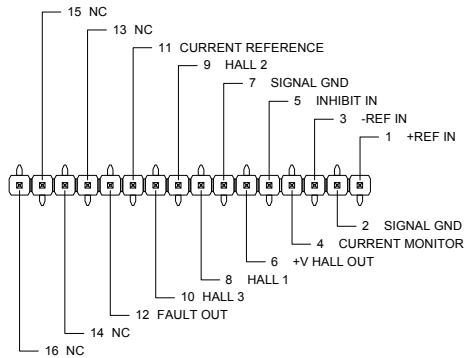 15 NC
13 NC
11 CURRENT REFERENCE
9 HALL 2
7 SIGNAL GND
5 INHIBIT IN
3 -REF IN
1 +REF IN
2 SIGNAL GND
4 CURRENT MONITOR
6 +V HALL OUT
8 HALL 1
10 HALL 3
12 FAULT OUT
14 NC
16 NC